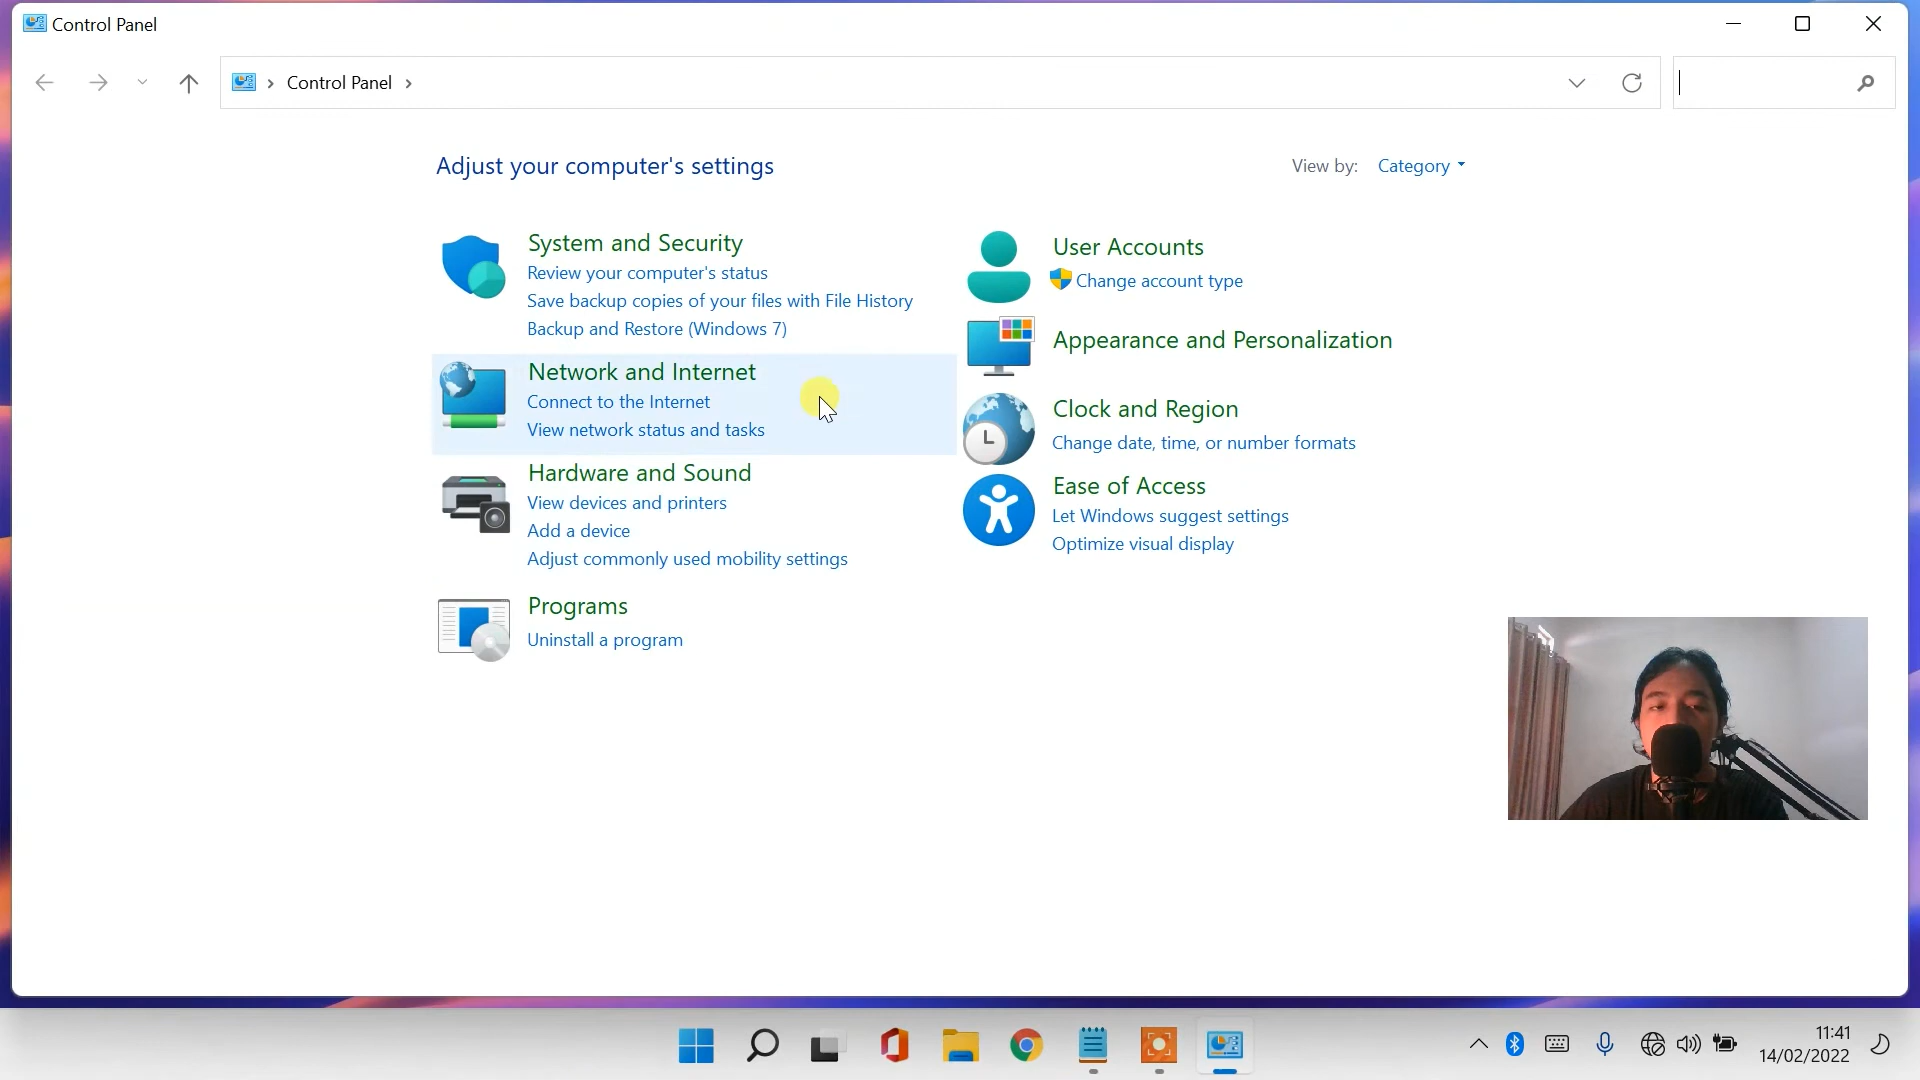 Control Panel
Control Panel
Adjust your computer's settings
View by: Category
System and Security
Review your computer's status
Save backup copies of your files with File History
Backup and Restore (Windows 7)
Network and Internet
Connect to the Internet
View network status and tasks
Hardware and Sound
View devices and printers
Add a device
Adjust commonly used mobility settings
Programs
Uninstall a program
User Accounts
Change account type
Appearance and Personalization
Clock and Region
Change date, time, or number formats
Ease of Access
Let Windows suggest settings
Optimize visual display
11:41
14/02/2022